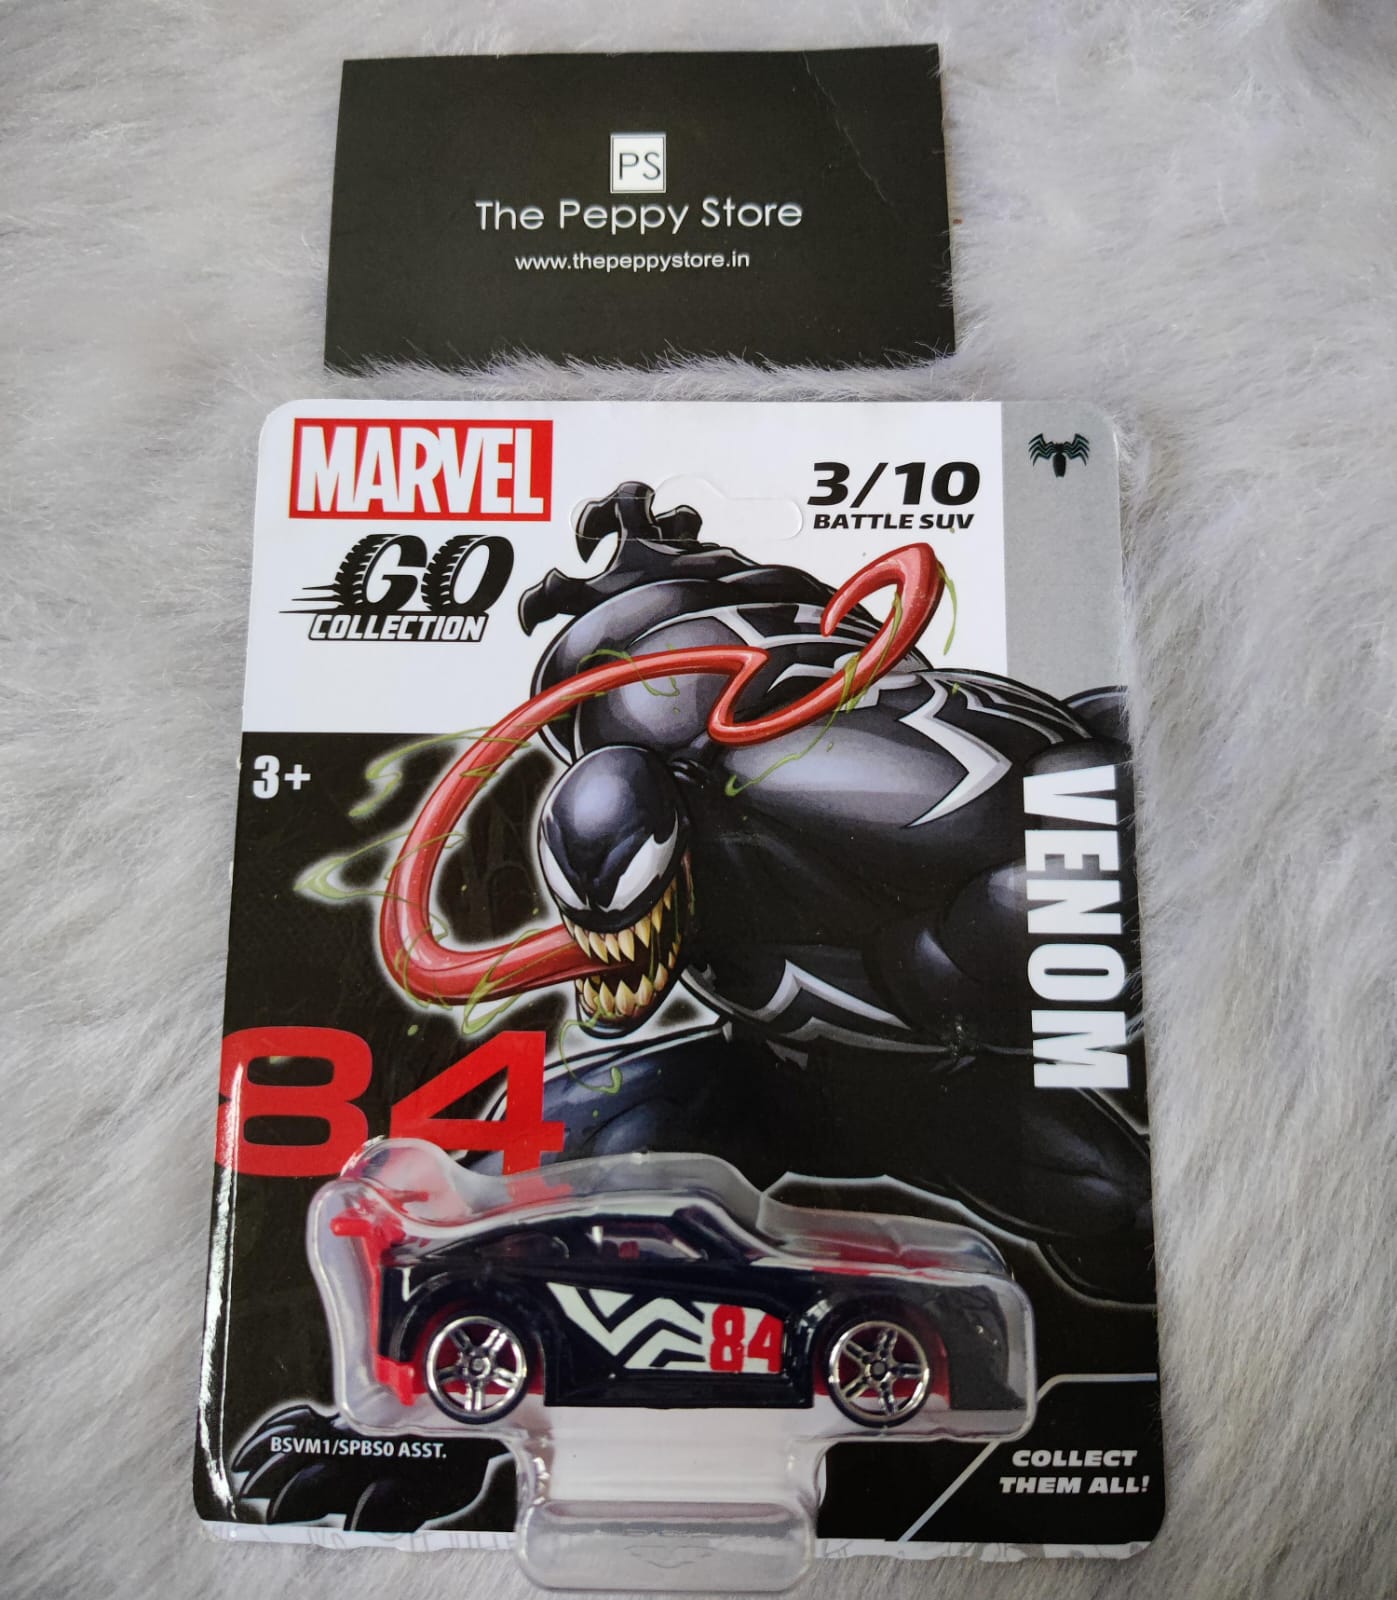 PS
The Peppy Store
www.thepeppystore.in
MARVEL
GO
COLLECTION
3/10
BATTLE SUV
3+
VENOM
84
84
BSVM1/SPBS0 ASST.
COLLECT
THEM ALL!